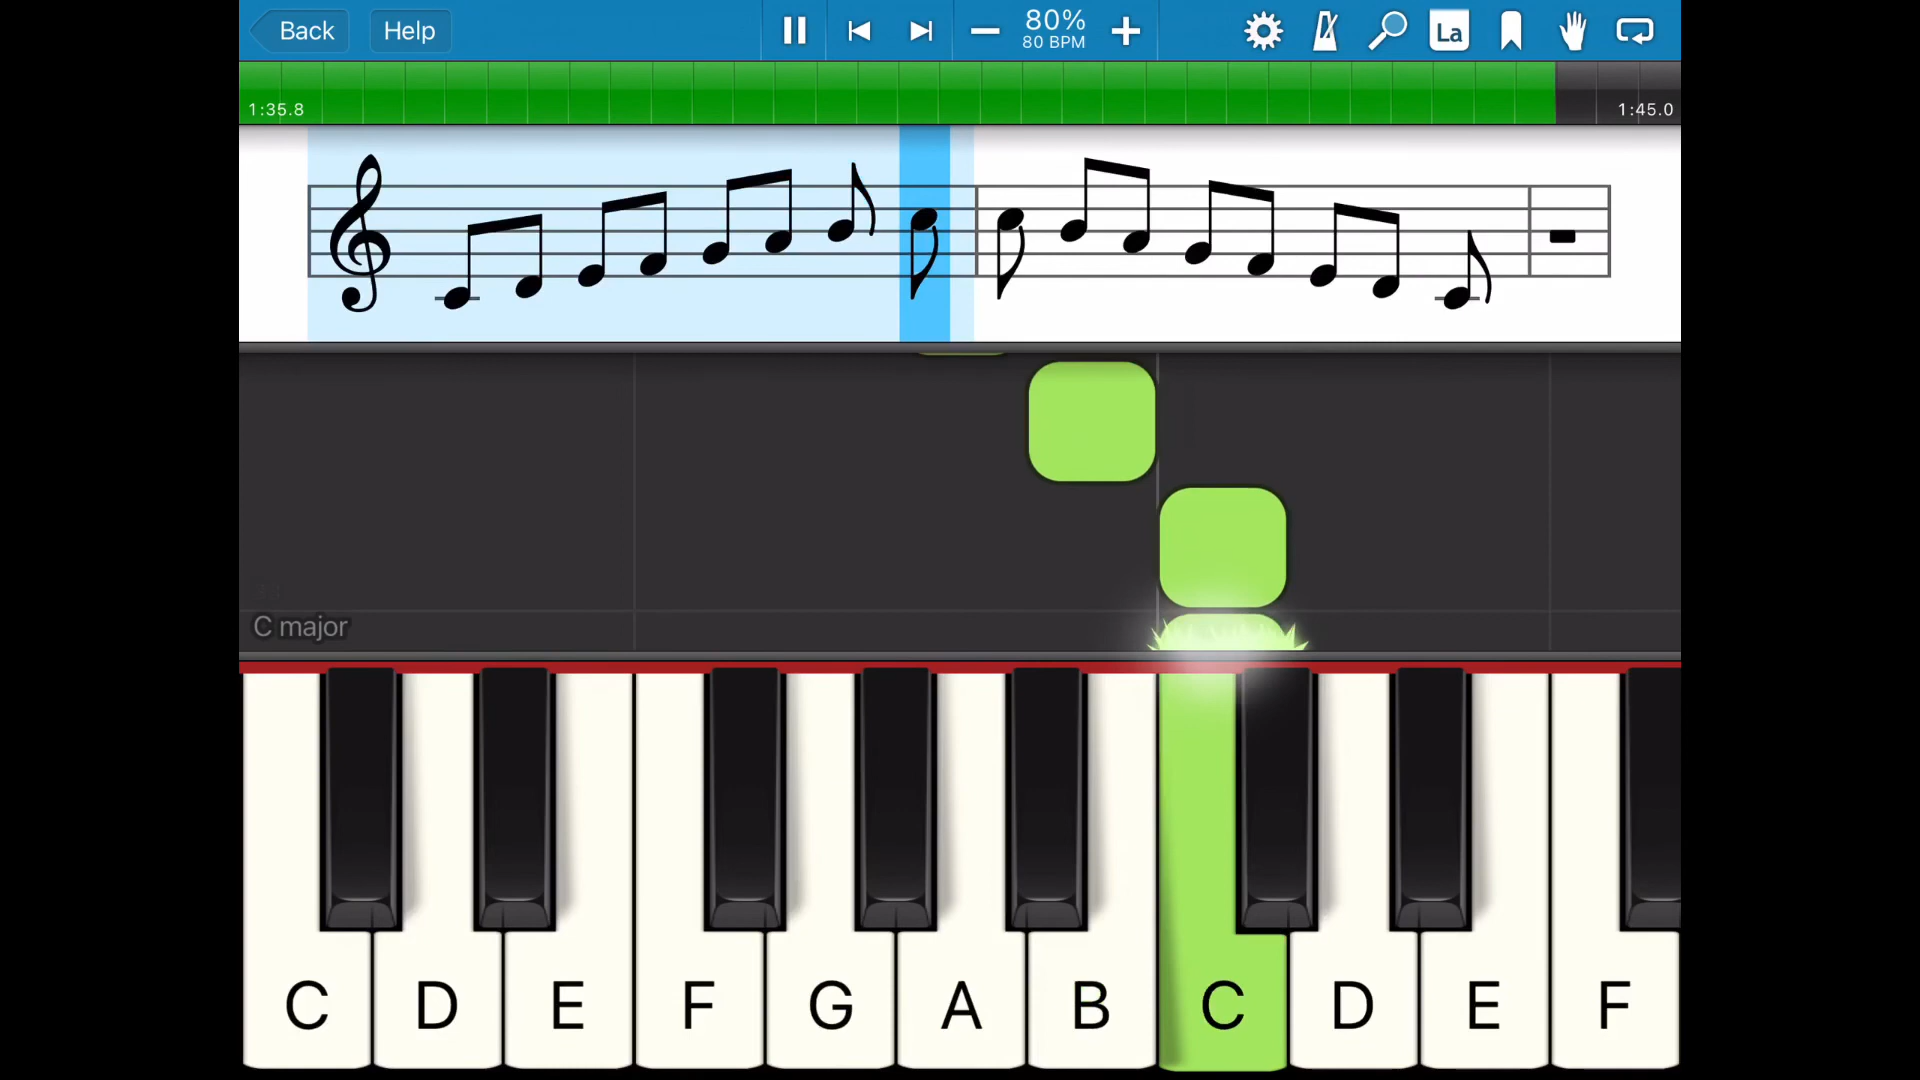 Back Help 80% La
80 BPM
1:35.8 1:45.0
C major
C D E F G A B C D E F